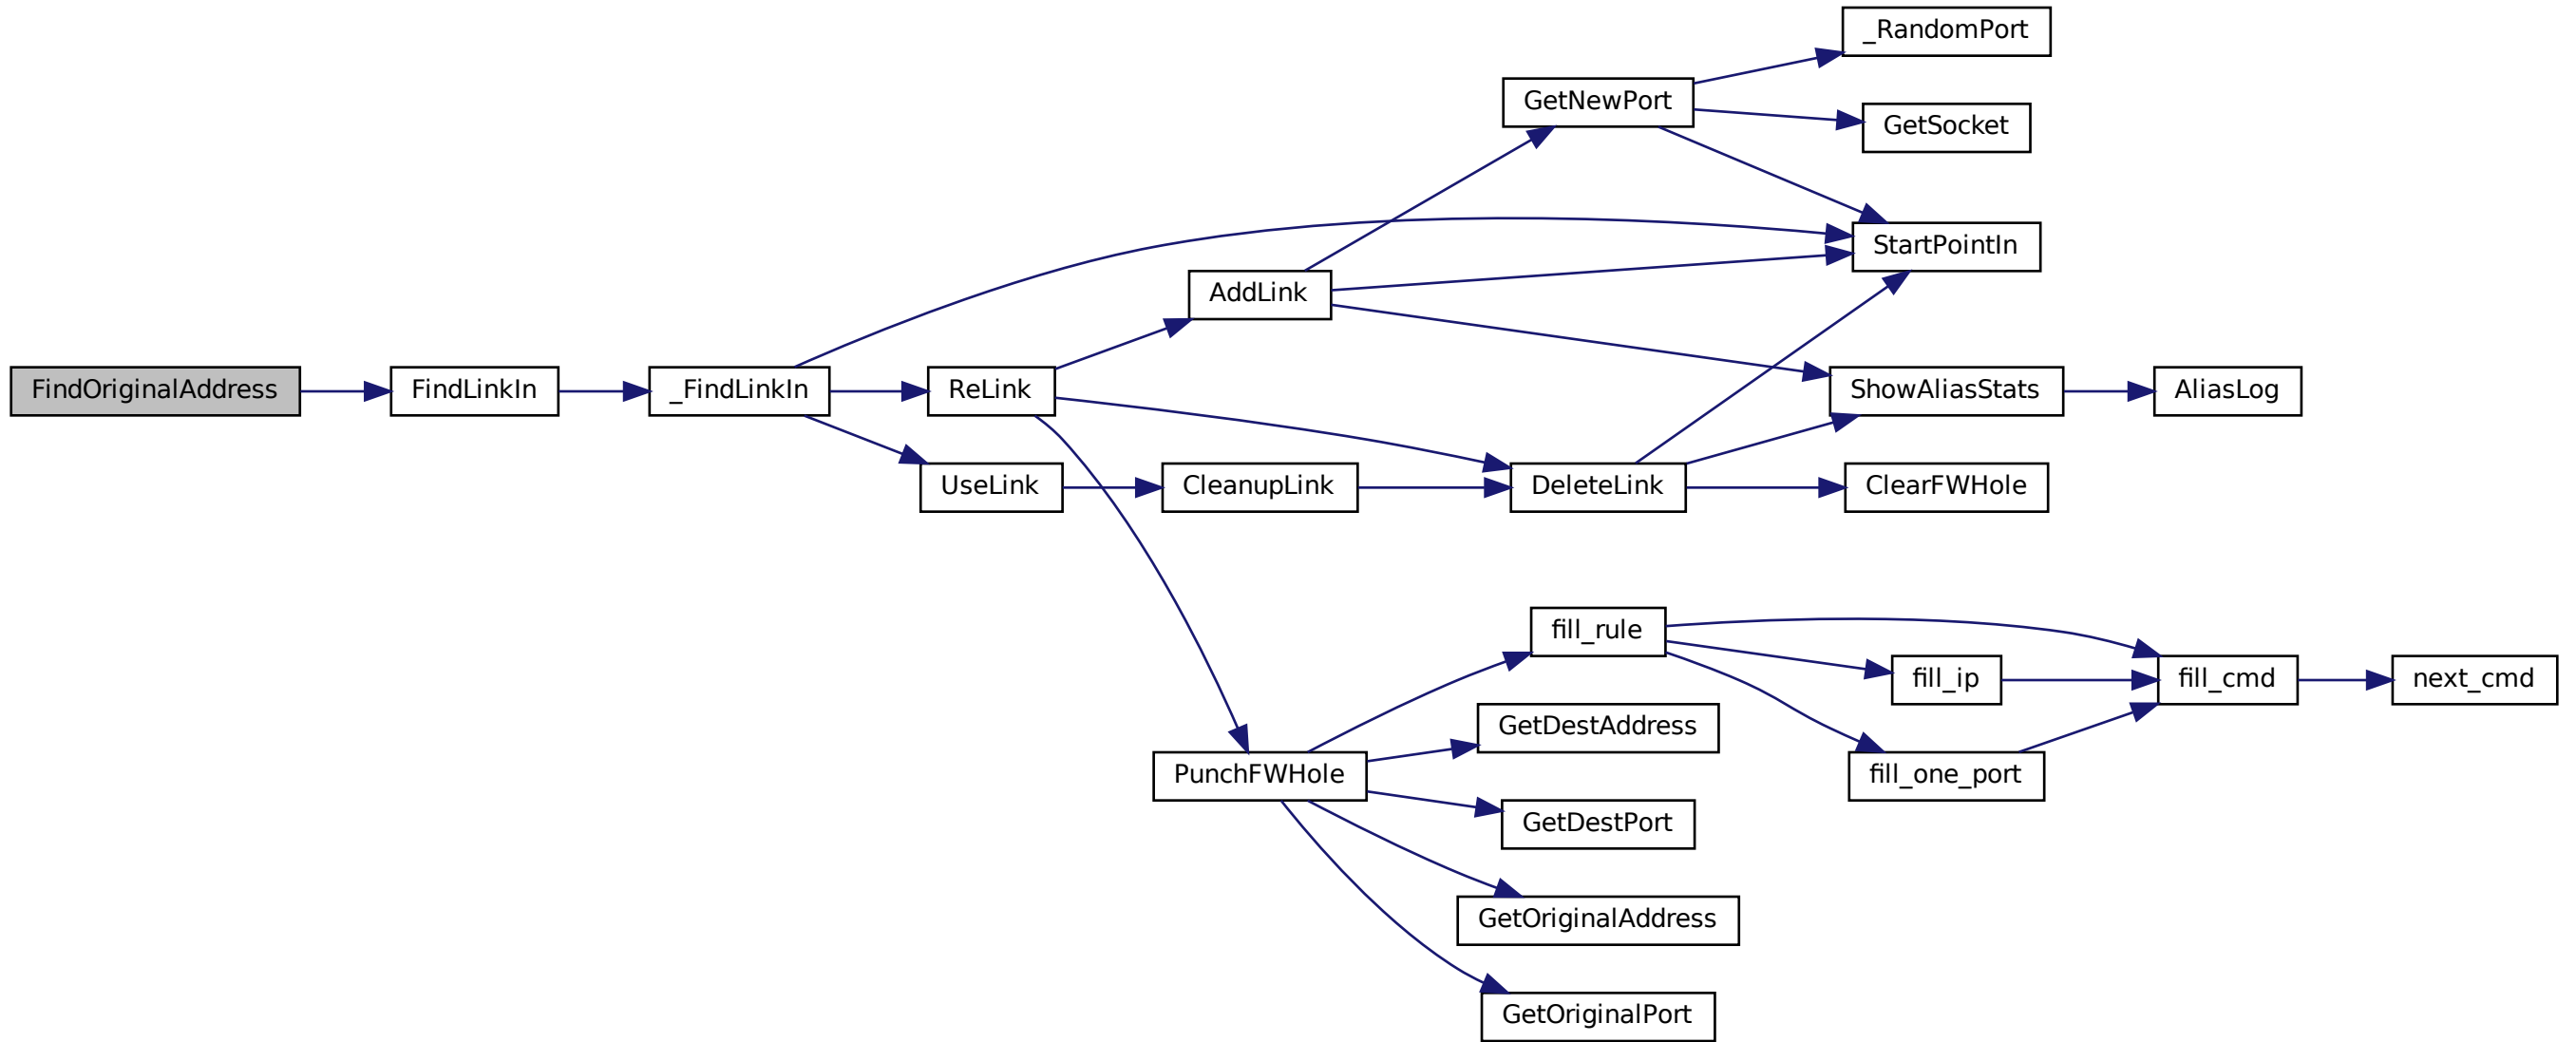 _RandomPort
GetNewPort
GetSocket
StartPointIn
AddLink
FindOriginalAddress
FindLinkIn
_FindLinkIn
ReLink
ShowAliasStats
AliasLog
UseLink
CleanupLink
DeleteLink
ClearFWHole
fill_rule
fill_ip
fill_cmd
next_cmd
GetDestAddress
PunchFWHole
fill_one_port
GetDestPort
GetOriginalAddress
GetOriginalPort